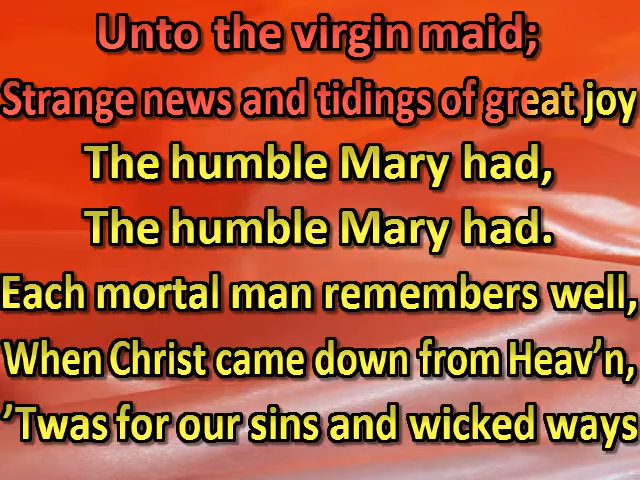 Unto the virgin maid;
Strange news and tidings of great joy
The humble Mary had,
The humble Mary had.
Each mortal man remembers well,
When Christ came down from Heav’n,
’Twas for our sins and wicked ways